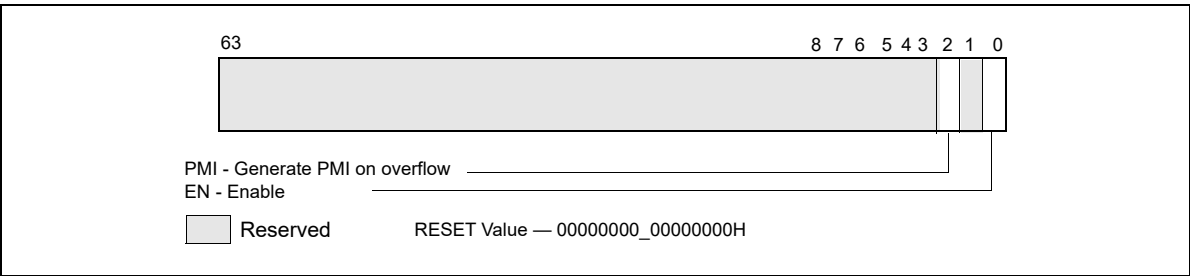 63 8 7 6 5 4 3 2 1 0
PMI - Generate PMI on overflow
EN - Enable
Reserved RESET Value — 00000000_00000000H